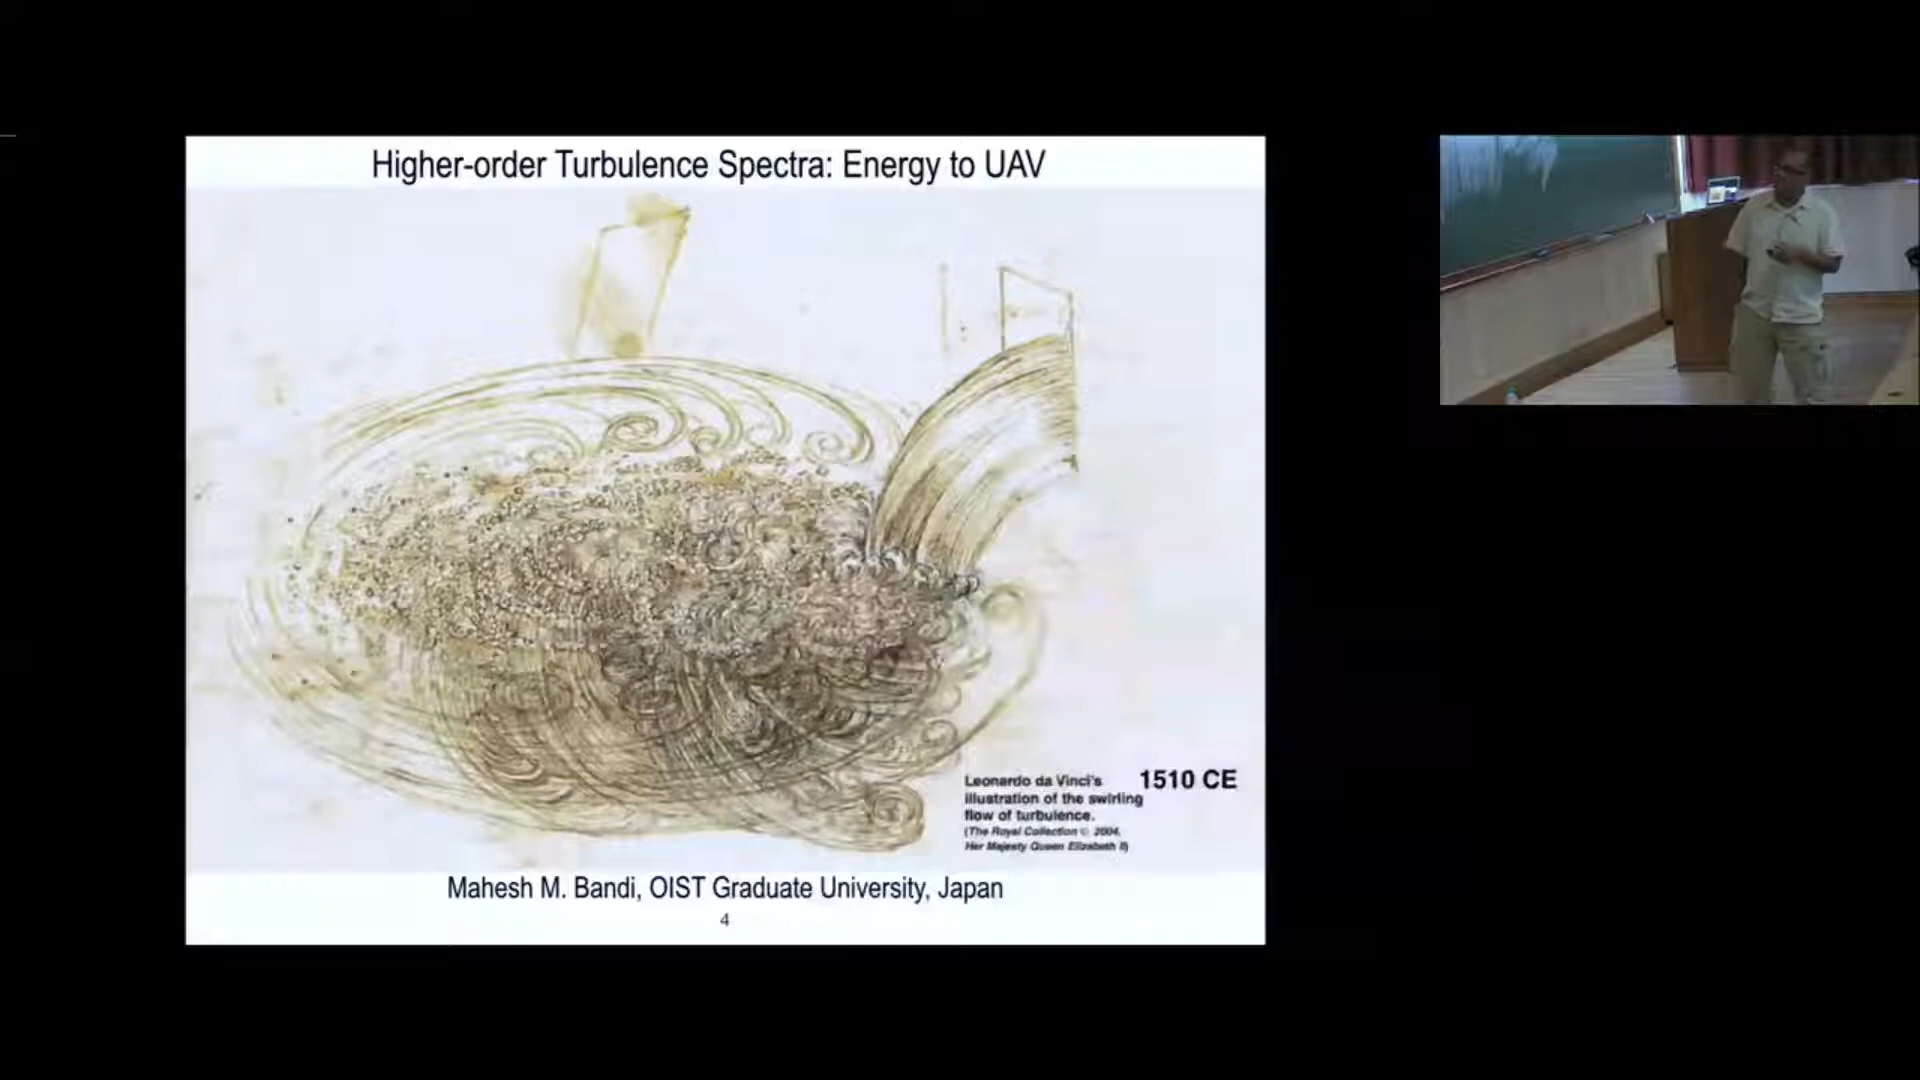 Higher-order Turbulence Spectra: Energy to UAV
Leonardo da Vinci's
illustration of the swirling
flow of turbulence.
(The Royal Collection © 2004,
Her Majesty Queen Elizabeth II)
1510 CE
Mahesh M. Bandi, OIST Graduate University, Japan
4